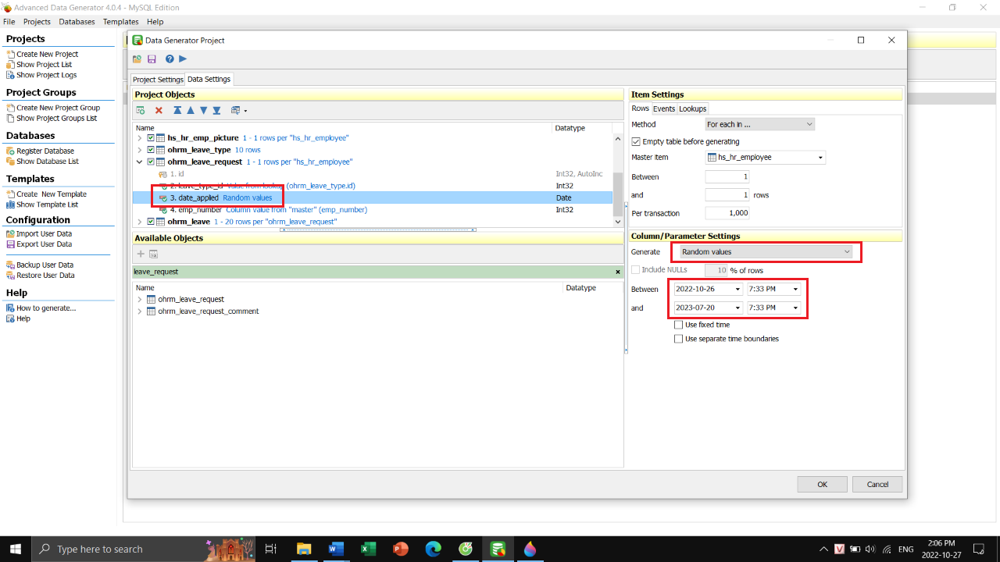 Advanced Data Generator 4.0.4 - MySQL Edition
File Projects Databases Templates Help
Projects
Create New Project
Show Project List
Show Project Logs
Project Groups
Create New Project Group
Show Project Groups List
Databases
Register Database
Show Database List
Templates
Create New Template
Show Template List
Configuration
Import User Data
Export User Data
Backup User Data
Restore User Data
Help
How to generate...
Help
Data Generator Project
Project Settings Data Settings
Project Objects
Name Datatype
hs_hr_emp_picture 1 - 1 rows per "hs_hr_employee"
ohrm_leave_type 10 rows
ohrm_leave_request 1 - 1 rows per "hs_hr_employee"
1. id Int32, AutoInc
2. leave_type_id Value from lookup (ohrm_leave_type.id) Int32
3. date_applied Random values Date
4. emp_number Column value from "master" (emp_number) Int32
ohrm_leave 1 - 20 rows per "ohrm_leave_request"
Available Objects
leave_request
Name Datatype
ohrm_leave_request
ohrm_leave_request_comment
Item Settings
Rows Events Lookups
Method For each in ...
Empty table before generating
Master item hs_hr_employee
Between 1
and 1 rows
Per transaction 1,000
Column/Parameter Settings
Generate Random values
Include NULLs 10 % of rows
Between 2022-10-26 7:33 PM
and 2023-07-20 7:33 PM
Use fixed time
Use separate time boundaries
OK Cancel
Type here to search
ENG
2:06 PM
2022-10-27